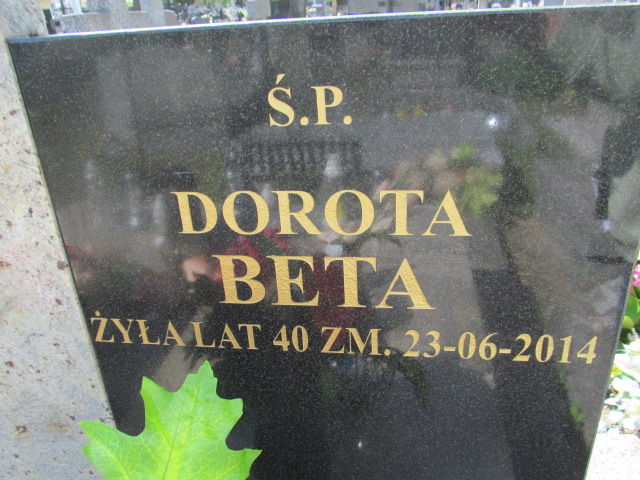 Ś.P.
DOROTA
BETA
ŻYŁA LAT 40 ZM. 23-06-2014